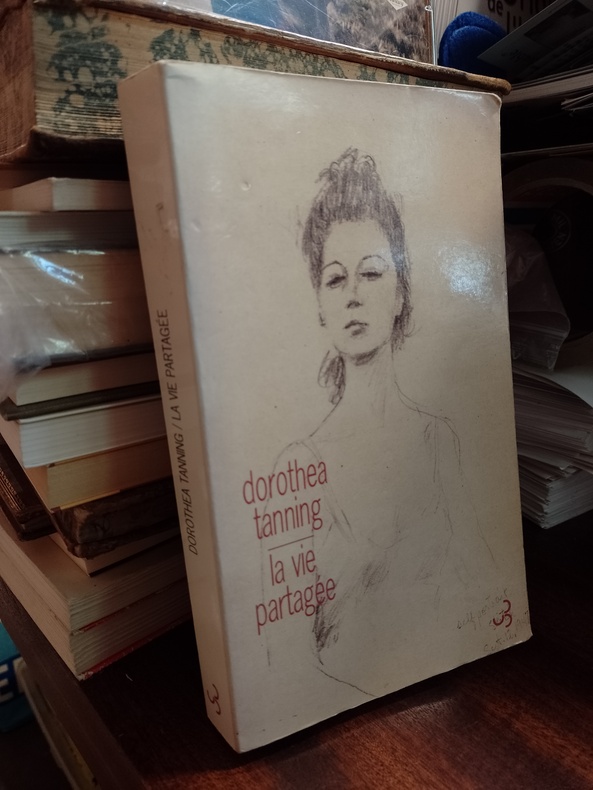 dorothea
tanning
la vie
partagée
DOROTHEA TANNING / LA VIE PARTAGÉE